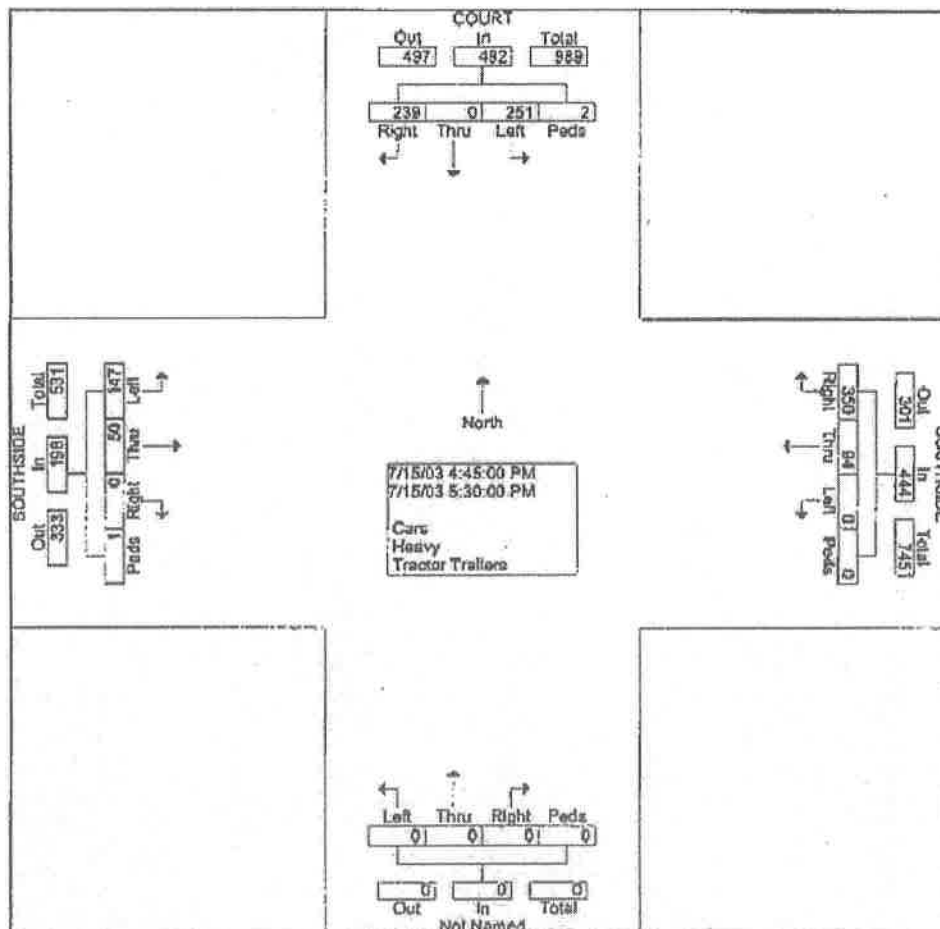 COURT
Out In Total
497 492 989
239 0 251 2
Right Thru Left Peds
SOUTHSIDE
Total In Out
531 198 333
147 50 0 1
Left Thru Right Peds
North
7/15/03 4:45:00 PM
7/15/03 5:30:00 PM
Cars
Heavy
Tractor Trailers
Right Thru Left Peds
350 94 0 0
Out In Total
301 444 745
Left Thru Right Peds
0 0 0 0
0 0 0
Out In Total
Not Named